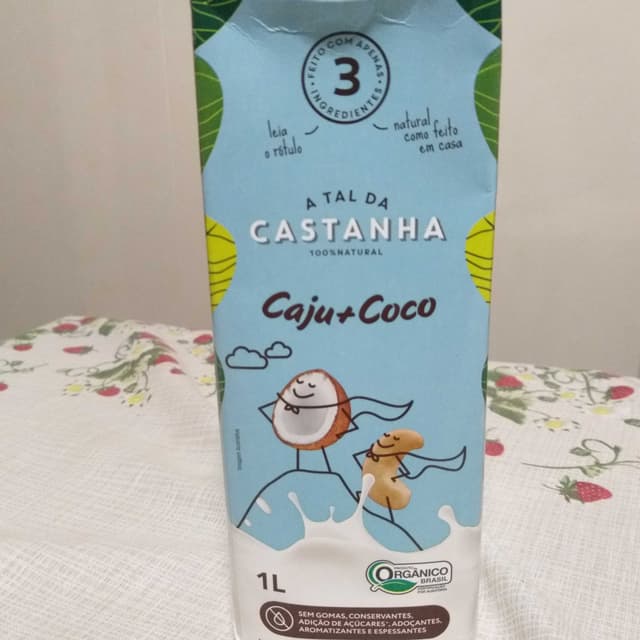 FEITO COM APENAS
3
INGREDIENTES
leia
o rótulo
natural
como feito
em casa
A TAL DA
CASTANHA
100%NATURAL
Caju+Coco
1L
ORGÂNICO
BRASIL
SEM GOMAS, CONSERVANTES,
ADIÇÃO DE AÇÚCARES*, ADOÇANTES,
AROMATIZANTES E ESPESSANTES